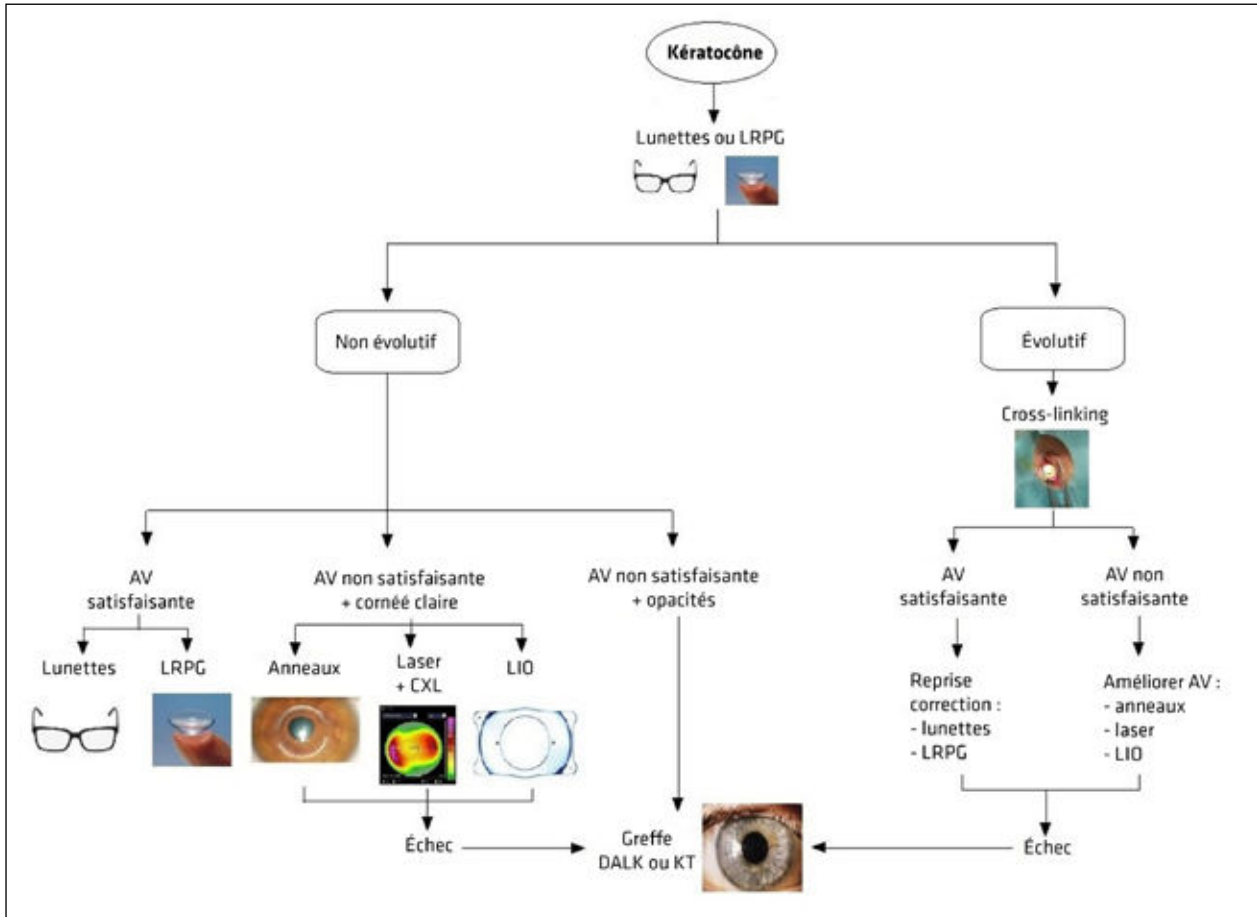 Kératocône
Lunettes ou LRPG
Non évolutif
Évolutif
Cross-linking
AV
satisfaisante
AV non satisfaisante
+ cornéé claire
AV non satisfaisante
+ opacités
AV
satisfaisante
AV non
satisfaisante
Lunettes
LRPG
Anneaux
Laser
+ CXL
LIO
Reprise
correction :
- lunettes
- LRPG
Améliorer AV :
- anneaux
- laser
- LIO
Échec
Greffe
DALK ou KT
Échec